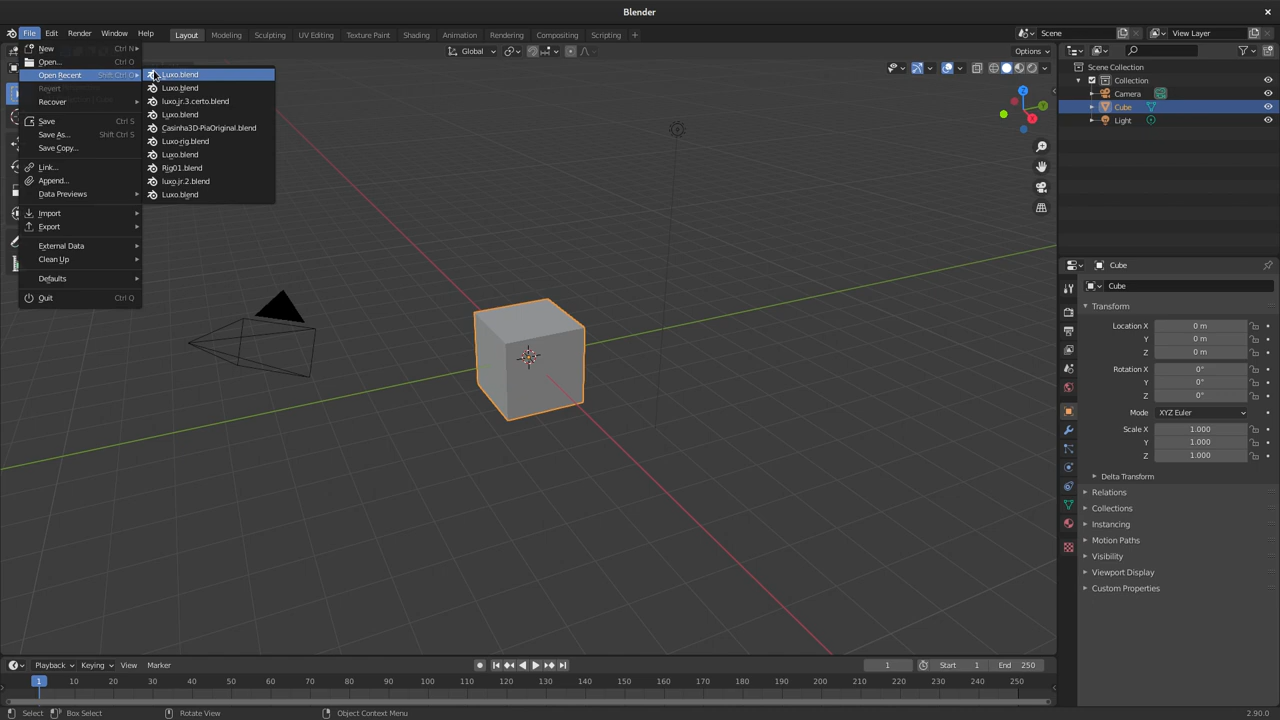 Blender
File Edit Render Window Help
Layout Modeling Sculpting UV Editing Texture Paint Shading Animation Rendering Compositing Scripting
Scene
View Layer
Global
Options
New Ctrl N
Open... Ctrl O
Open Recent Shift Ctrl O
Revert
Recover
Save Ctrl S
Save As... Shift Ctrl S
Save Copy...
Link...
Append...
Data Previews
Import
Export
External Data
Clean Up
Defaults
Quit Ctrl Q
Luxo.blend
Luxo.blend
luxo.jr.3.certo.blend
Luxo.blend
Casinha3D-PiaOriginal.blend
Luxo-rig.blend
Luxo.blend
Rig01.blend
luxo.jr.2.blend
Luxo.blend
Scene Collection
Collection
Camera
Cube
Light
Cube
Cube
Transform
Location X 0 m
Y 0 m
Z 0 m
Rotation X 0°
Y 0°
Z 0°
Mode XYZ Euler
Scale X 1.000
Y 1.000
Z 1.000
Delta Transform
Relations
Collections
Instancing
Motion Paths
Visibility
Viewport Display
Custom Properties
Z
Y
X
Playback Keying View Marker
1 Start 1 End 250
1 10 20 30 40 50 60 70 80 90 100 110 120 130 140 150 160 170 180 190 200 210 220 230 240 250
Select Box Select Rotate View Object Context Menu 2.90.0